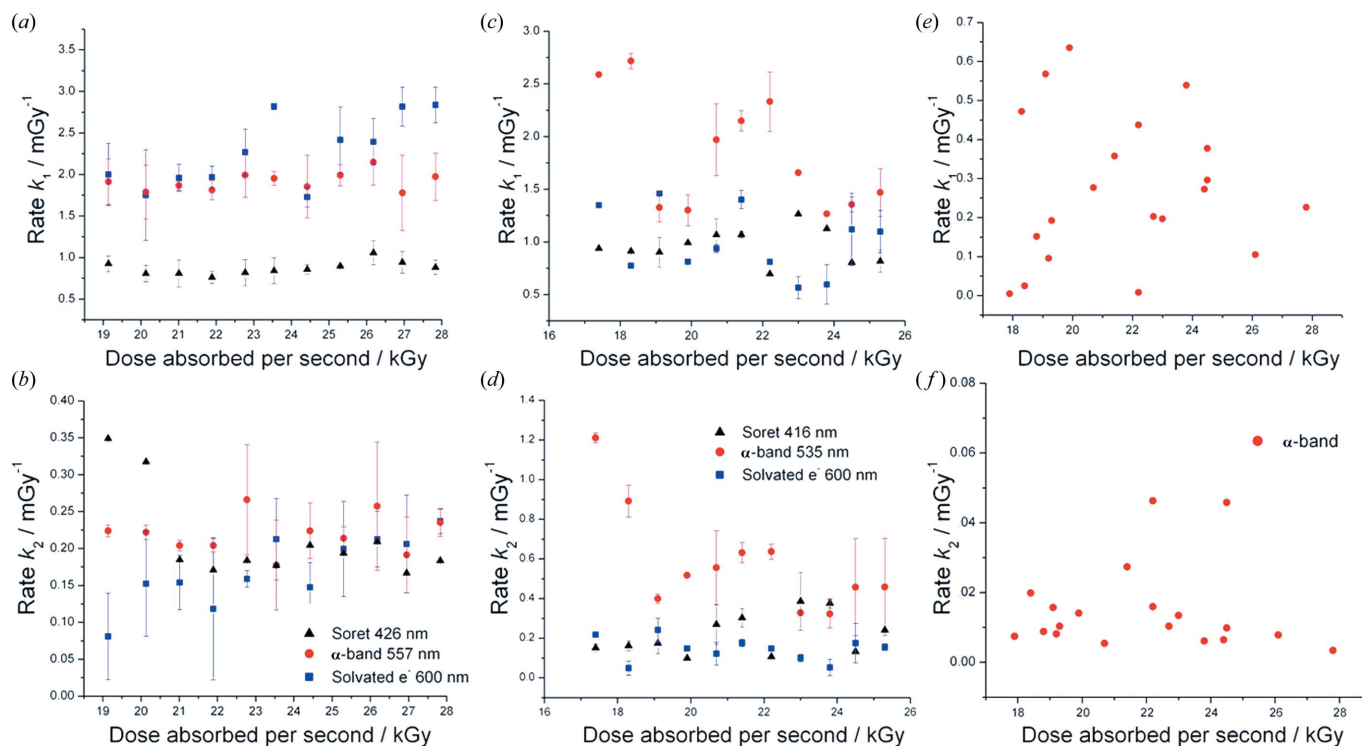 (a)
Rate k₁ / mGy⁻¹
3.5
3.0
2.5
2.0
1.5
1.0
0.5
19 20 21 22 23 24 25 26 27 28
Dose absorbed per second / kGy
(c)
Rate k₁ / mGy⁻¹
3.0
2.5
2.0
1.5
1.0
0.5
16 18 20 22 24 26
Dose absorbed per second / kGy
(e)
Rate k₁ / mGy⁻¹
0.7
0.6
0.5
0.4
0.3
0.2
0.1
0.0
18 20 22 24 26 28
Dose absorbed per second / kGy
(b)
Rate k₂ / mGy⁻¹
0.40
0.35
0.30
0.25
0.20
0.15
0.10
0.05
0.00
Soret 426 nm
α-band 557 nm
Solvated e⁻ 600 nm
19 20 21 22 23 24 25 26 27 28
Dose absorbed per second / kGy
(d)
Rate k₂ / mGy⁻¹
1.4
1.2
1.0
0.8
0.6
0.4
0.2
0.0
Soret 416 nm
α-band 535 nm
Solvated e⁻ 600 nm
16 18 20 22 24 26
Dose absorbed per second / kGy
(f)
Rate k₂ / mGy⁻¹
0.08
0.06
0.04
0.02
0.00
α-band
18 20 22 24 26 28
Dose absorbed per second / kGy